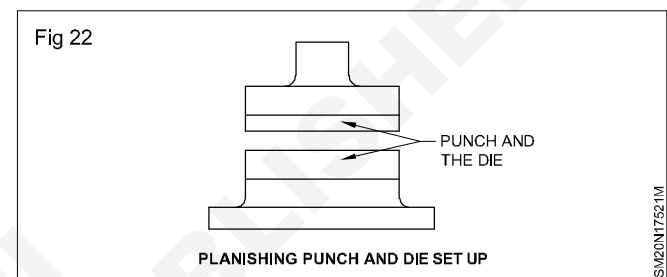 Fig 22
PUNCH AND
THE DIE
PLANISHING PUNCH AND DIE SET UP
SM20N17521M